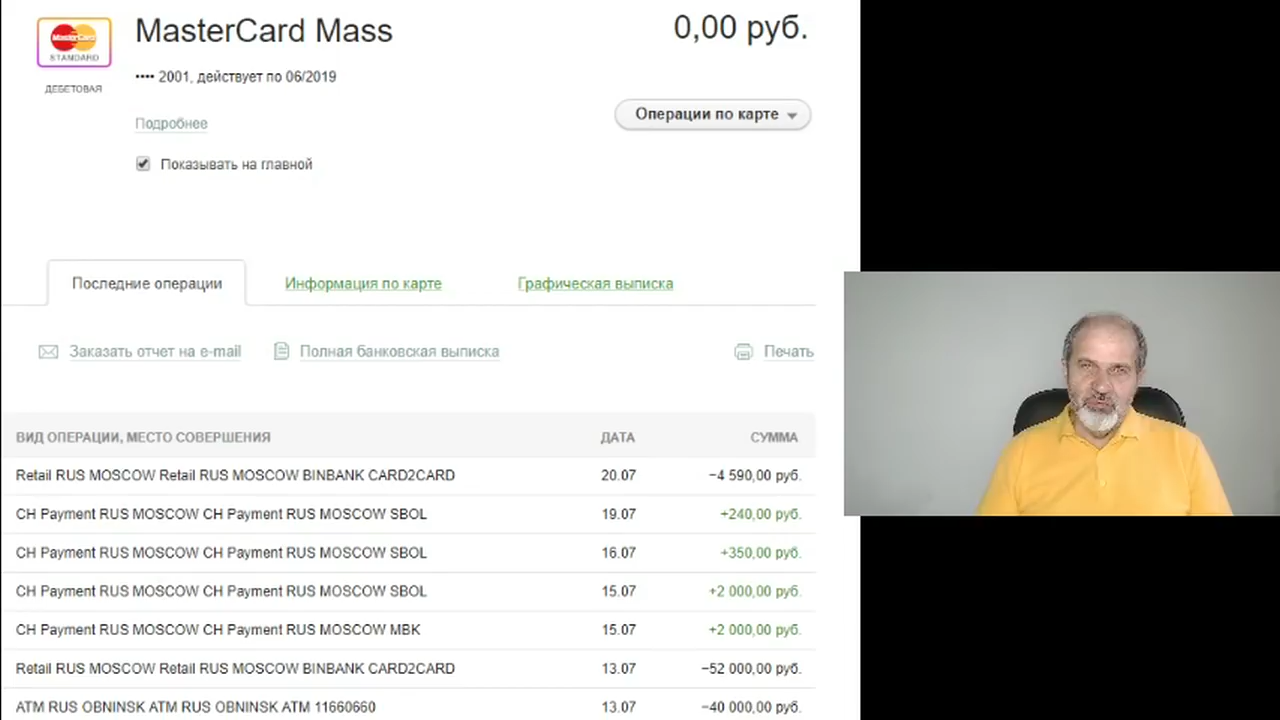 MasterCard Mass
0,00 руб.
MasterCard
STANDARD
ДЕБЕТОВАЯ
•••• 2001, действует по 06/2019
Операции по карте
Подробнее
Показывать на главной
Последние операции Информация по карте Графическая выписка
Заказать отчет на e-mail Полная банковская выписка Печать
ВИД ОПЕРАЦИИ, МЕСТО СОВЕРШЕНИЯ ДАТА СУММА
Retail RUS MOSCOW Retail RUS MOSCOW BINBANK CARD2CARD 20.07 −4 590,00 руб.
CH Payment RUS MOSCOW CH Payment RUS MOSCOW SBOL 19.07 +240,00 руб.
CH Payment RUS MOSCOW CH Payment RUS MOSCOW SBOL 16.07 +350,00 руб.
CH Payment RUS MOSCOW CH Payment RUS MOSCOW SBOL 15.07 +2 000,00 руб.
CH Payment RUS MOSCOW CH Payment RUS MOSCOW MBK 15.07 +2 000,00 руб.
Retail RUS MOSCOW Retail RUS MOSCOW BINBANK CARD2CARD 13.07 −52 000,00 руб.
ATM RUS OBNINSK ATM RUS OBNINSK ATM 11660660 13.07 −40 000,00 руб.